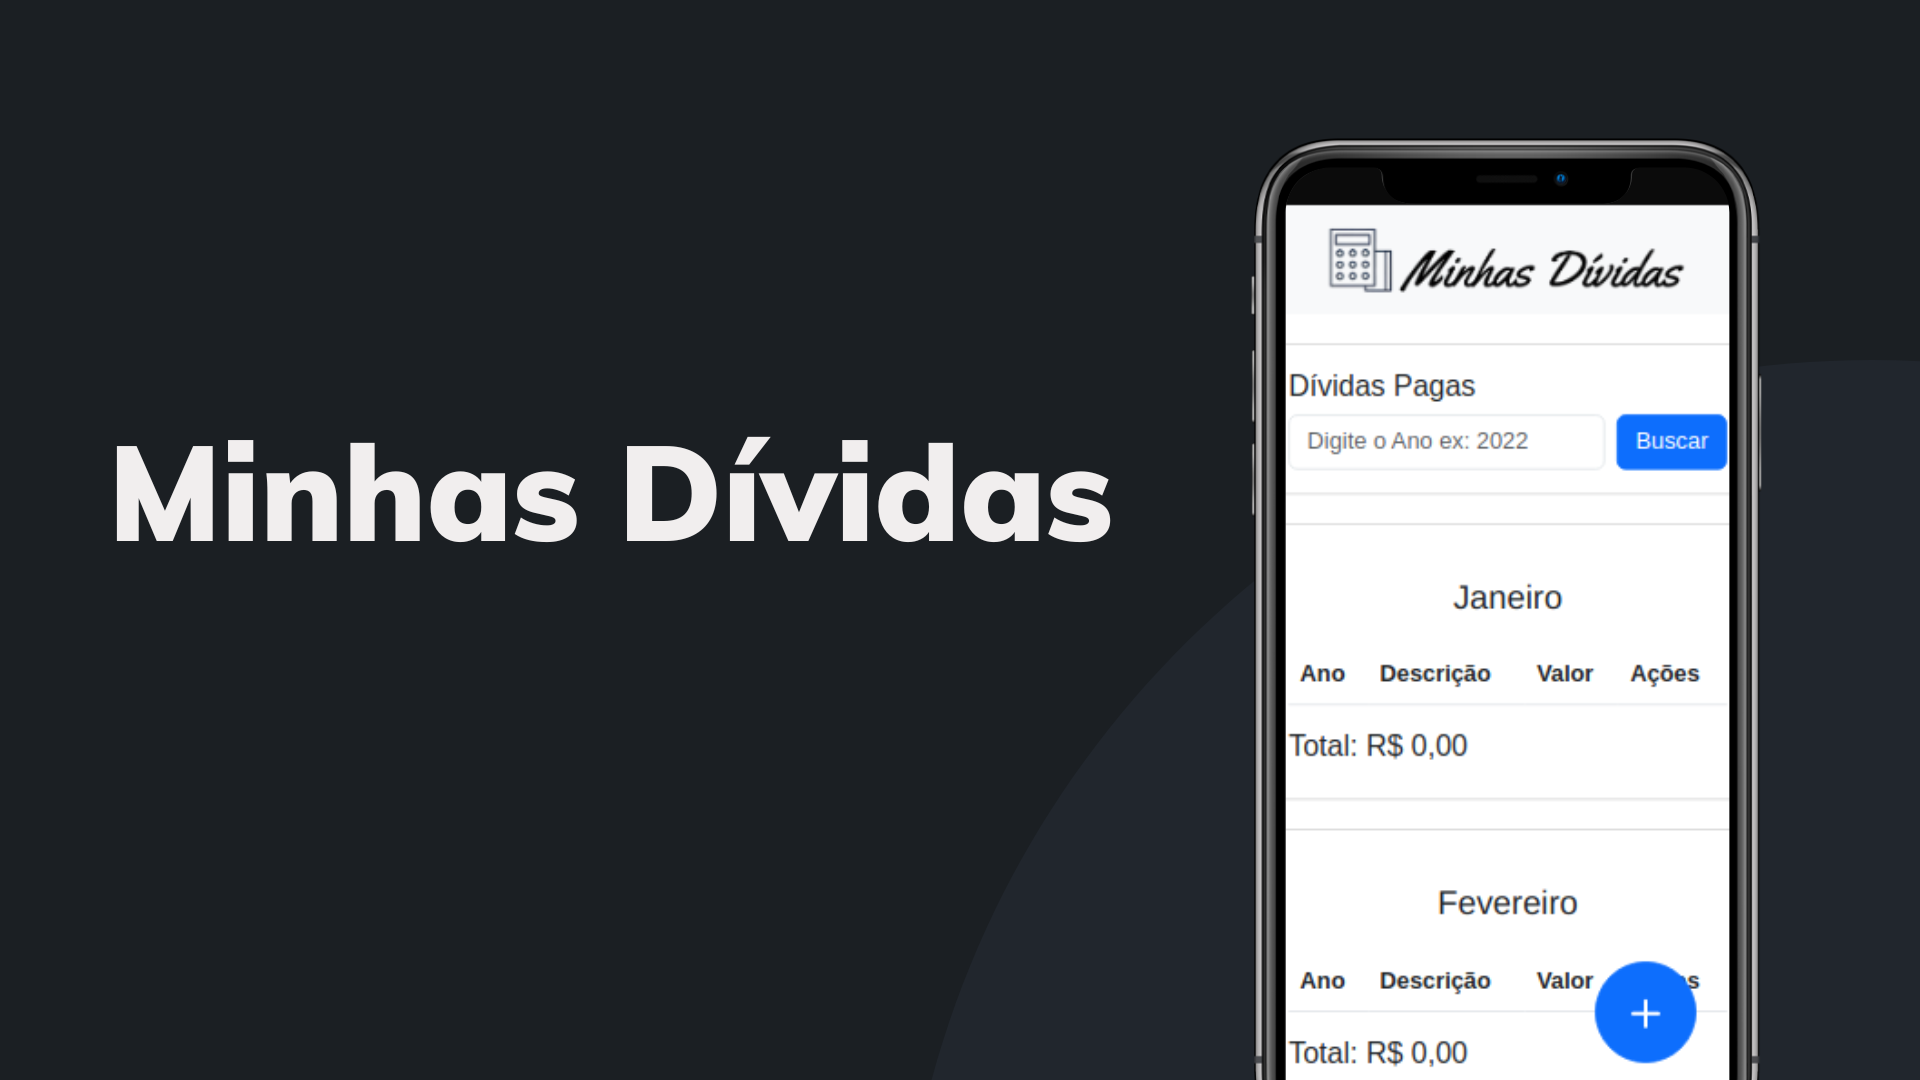 Minhas Dívidas
Minhas Dívidas
Dívidas Pagas
Digite o Ano ex: 2022 Buscar
Janeiro
Ano Descrição Valor Ações
Total: R$ 0,00
Fevereiro
Ano Descrição Valor
Total: R$ 0,00
+